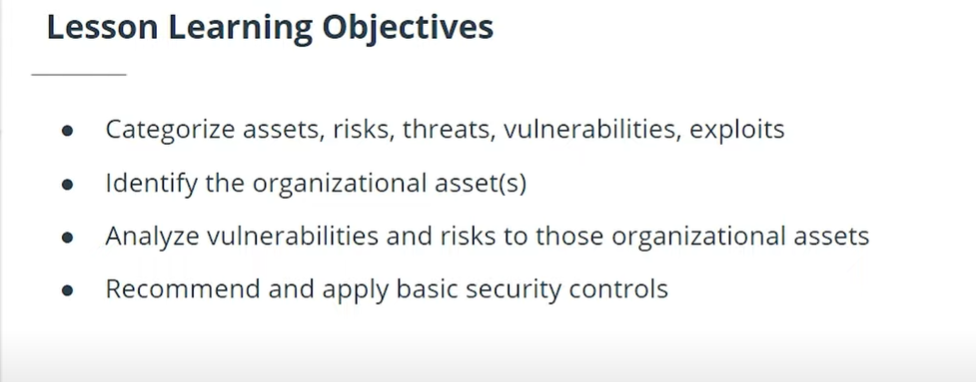 Lesson Learning Objectives
● Categorize assets, risks, threats, vulnerabilities, exploits
● Identify the organizational asset(s)
● Analyze vulnerabilities and risks to those organizational assets
● Recommend and apply basic security controls